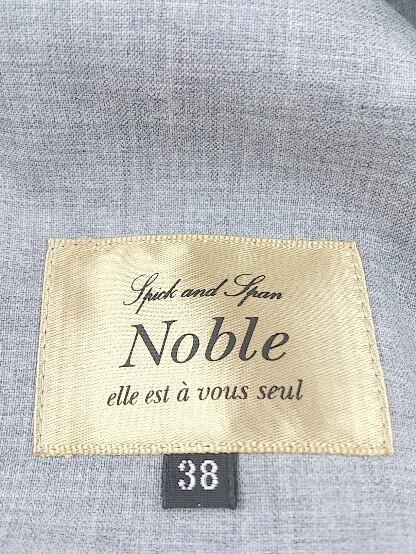 Spick and Span
Noble
elle est à vous seul
38